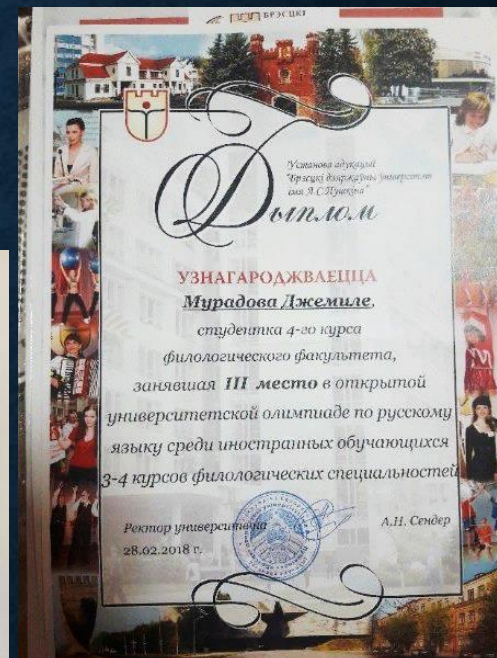 БРЭСЦКІ
Установа адукацыі
"Брэсцкі дзяржаўны ўніверсітэт
імя А.С.Пушкіна"
Дыплом
УЗНАГАРОДЖВАЕЦЦА
Мурадова Джемиле,
студентка 4-го курса
филологического факультета,
занявшая III место в открытой
университетской олимпиаде по русскому
языку среди иностранных обучающихся
3-4 курсов филологических специальностей
Ректор университета
А.Н. Сендер
28.02.2018 г.